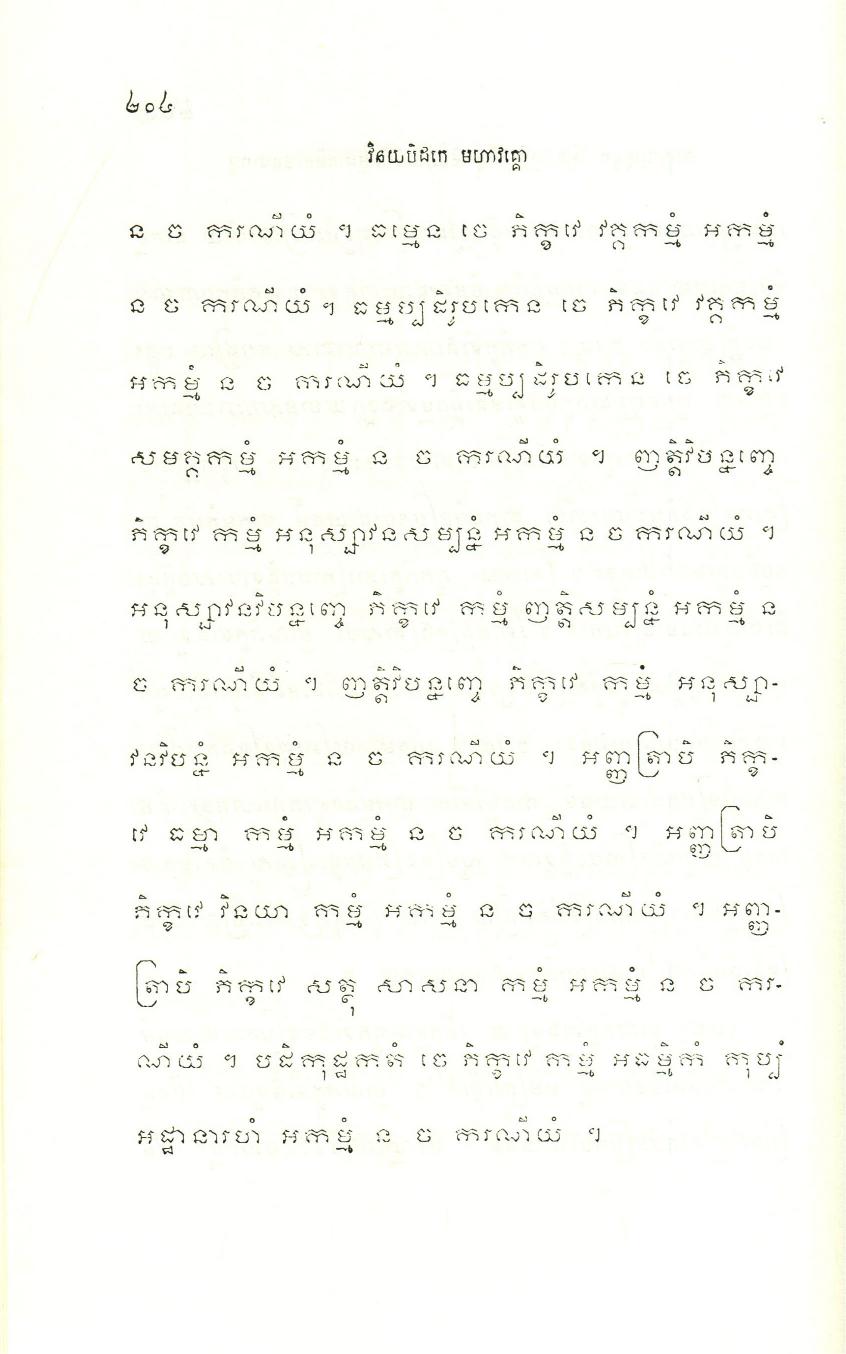 ២០៤
វិនយបិដកេ មហាវគ្គោ
ន ច ករណីយំ ។ ធម្មេន ចេ ភិក្ខវេ វគ្គកម្មំ អកម្មំ
ន ច ករណីយំ ។ ធម្មប្បដិរូបកេន ចេ ភិក្ខវេ វគ្គកម្មំ
អកម្មំ ន ច ករណីយំ ។ ធម្មប្បដិរូបកេន ចេ ភិក្ខវេ
សមគ្គកម្មំ អកម្មំ ន ច ករណីយំ ។ ញត្តិវិបន្នញ្ចេ
ភិក្ខវេ កម្មំ អនុស្សាវនសម្បន្នំ អកម្មំ ន ច ករណីយំ ។
អនុស្សាវនវិបន្នញ្ចេ ភិក្ខវេ កម្មំ ញត្តិសម្បន្នំ អកម្មំ ន
ច ករណីយំ ។ ញត្តិវិបន្នញ្ចេ ភិក្ខវេ កម្មំ អនុស្សា-
វនវិបន្នំ អកម្មំ ន ច ករណីយំ ។ អញ្ញត្រាបិ ភិក្ខ-
វេ ធម្មា កម្មំ អកម្មំ ន ច ករណីយំ ។ អញ្ញត្រាបិ
ភិក្ខវេ វិនយា កម្មំ អកម្មំ ន ច ករណីយំ ។ អញ្ញ-
ត្រាបិ ភិក្ខវេ សត្ថុ សាសនា កម្មំ អកម្មំ ន ច ករ-
ណីយំ ។ បដិកុដ្ឋកតំ ចេ ភិក្ខវេ កម្មំ អធម្មិកំ កុប្បំ
អដ្ឋានារហំ អកម្មំ ន ច ករណីយំ ។